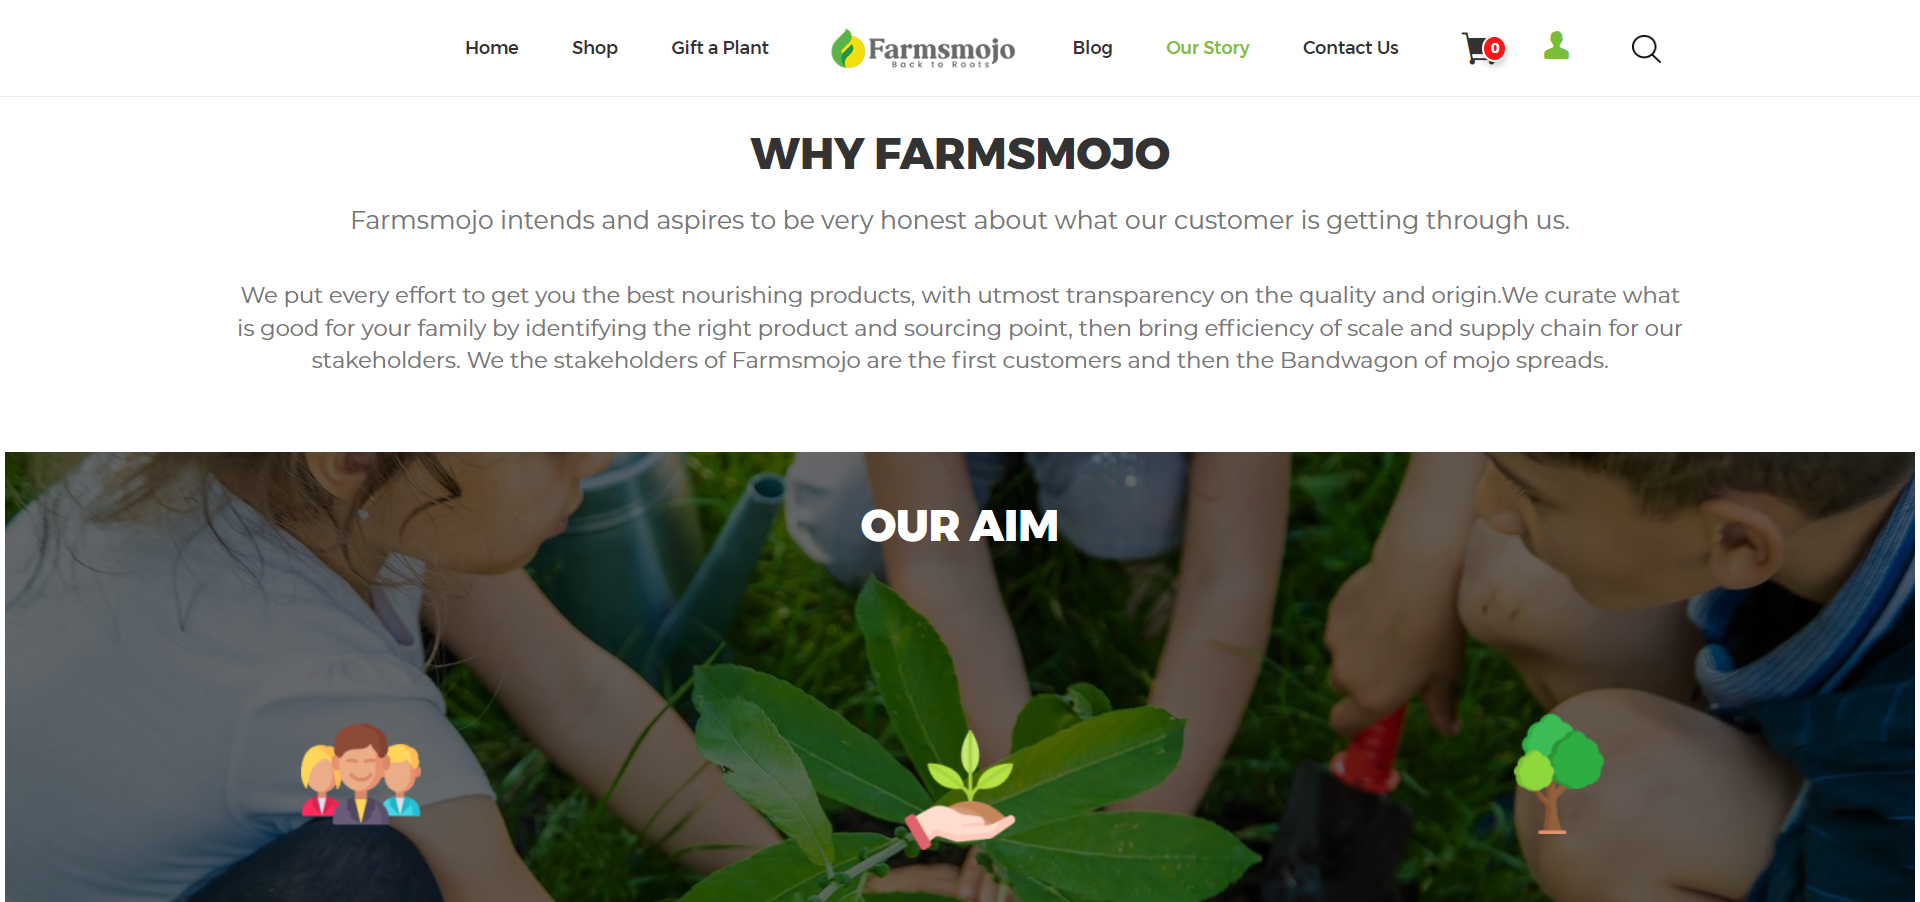 Home Shop Gift a Plant Farmsmojo Blog Our Story Contact Us 0
Back to Roots
WHY FARMSMOJO
Farmsmojo intends and aspires to be very honest about what our customer is getting through us.
We put every effort to get you the best nourishing products, with utmost transparency on the quality and origin.We curate what
is good for your family by identifying the right product and sourcing point, then bring efficiency of scale and supply chain for our
stakeholders. We the stakeholders of Farmsmojo are the first customers and then the Bandwagon of mojo spreads.
OUR AIM